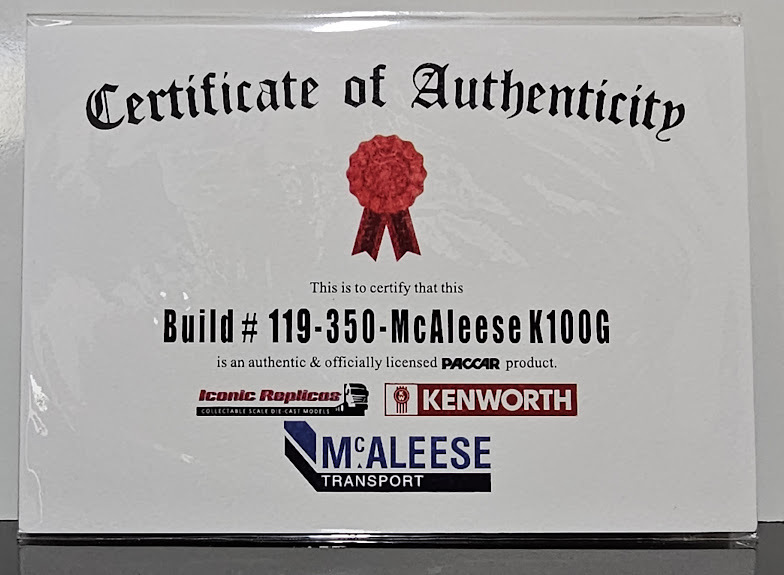 Certificate of Authenticity
This is to certify that this
Build # 119-350-McAleese K100G
is an authentic & officially licensed PACCAR product.
Iconic Replicas
COLLECTABLE SCALE DIE-CAST MODELS
KENWORTH
McALEESE
TRANSPORT